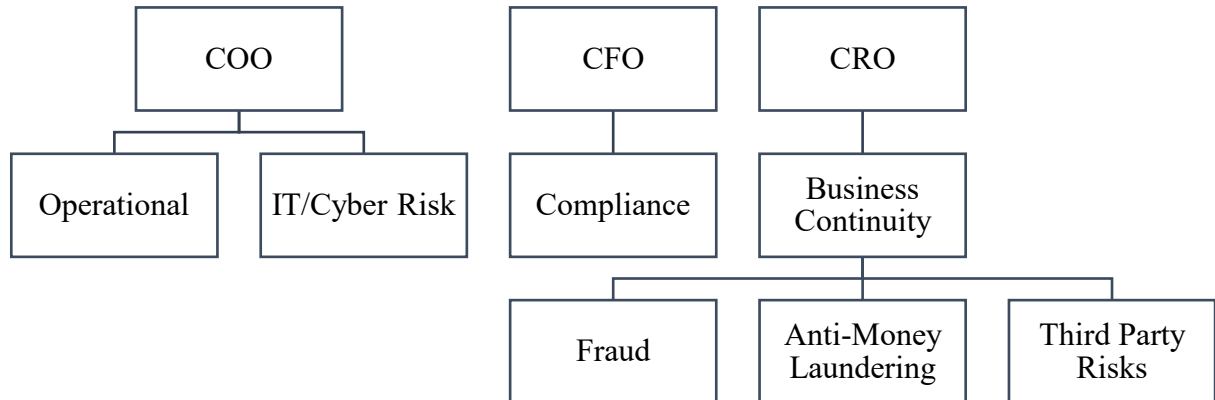 COO
CFO
CRO
Operational
IT/Cyber Risk
Compliance
Business
Continuity
Fraud
Anti-Money
Laundering
Third Party
Risks